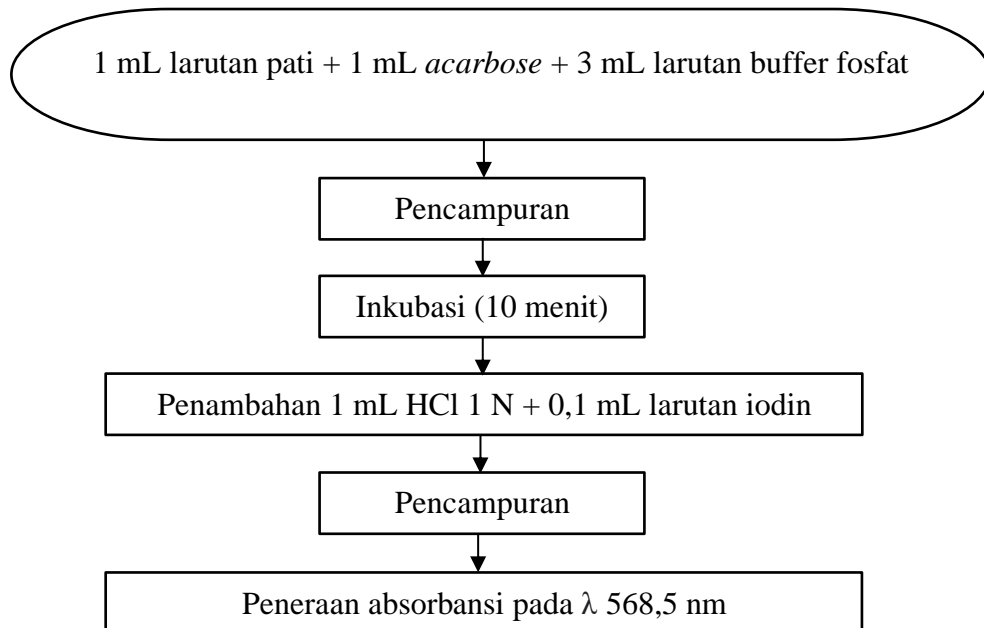 1 mL larutan pati + 1 mL acarbose + 3 mL larutan buffer fosfat
Pencampuran
Inkubasi (10 menit)
Penambahan 1 mL HCl 1 N + 0,1 mL larutan iodin
Pencampuran
Peneraan absorbansi pada λ 568,5 nm